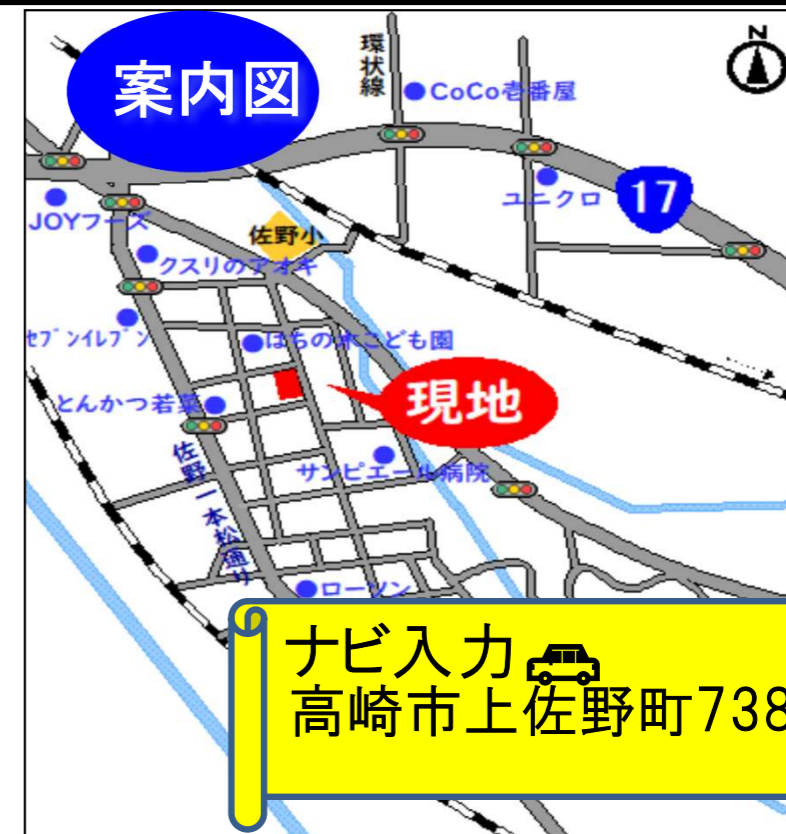 案内図
環状線
N
CoCo壱番屋
ユニクロ
17
JOYフーズ
佐野小
クスリのアオキ
セブンイレブン
はちの木こども園
とんかつ若菜
現地
サンピエール病院
佐野一本松通り
ローソン
ナビ入力
高崎市上佐野町738